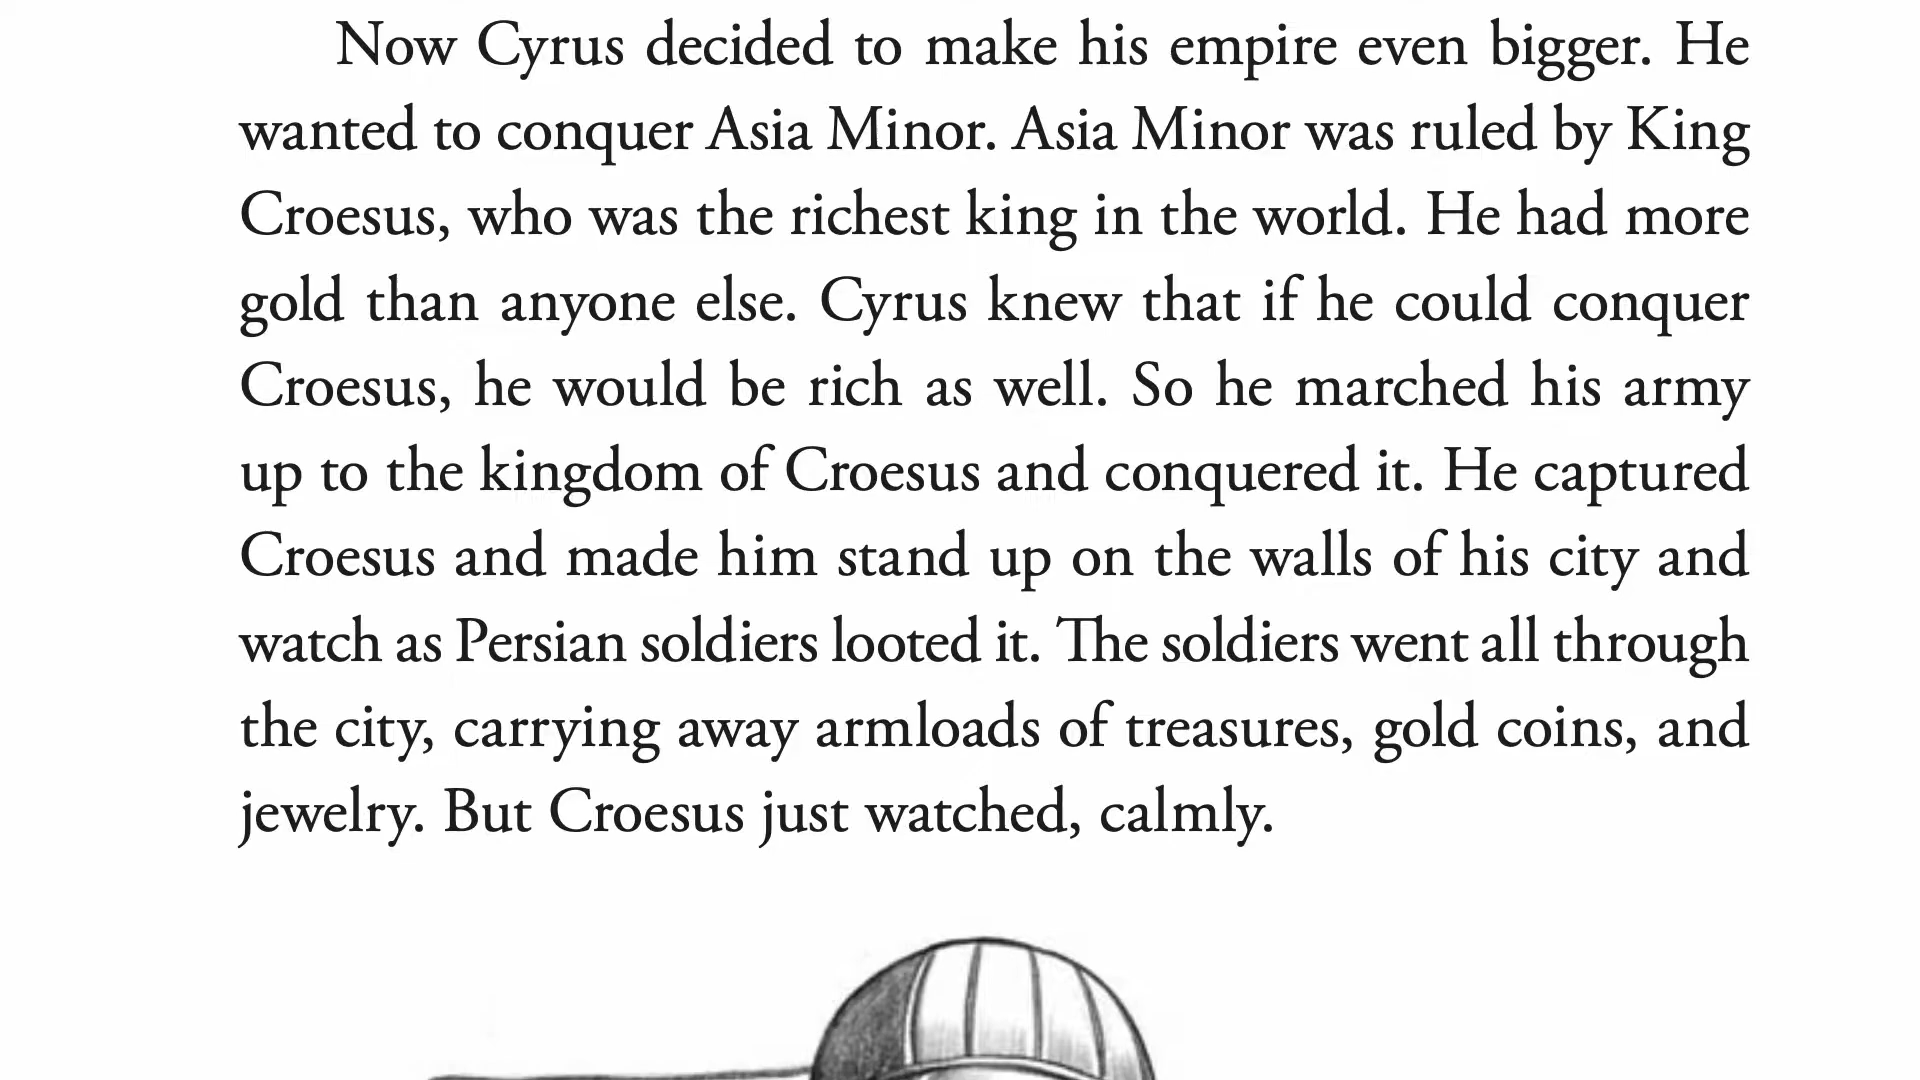 Now Cyrus decided to make his empire even bigger. He
wanted to conquer Asia Minor. Asia Minor was ruled by King
Croesus, who was the richest king in the world. He had more
gold than anyone else. Cyrus knew that if he could conquer
Croesus, he would be rich as well. So he marched his army
up to the kingdom of Croesus and conquered it. He captured
Croesus and made him stand up on the walls of his city and
watch as Persian soldiers looted it. The soldiers went all through
the city, carrying away armloads of treasures, gold coins, and
jewelry. But Croesus just watched, calmly.